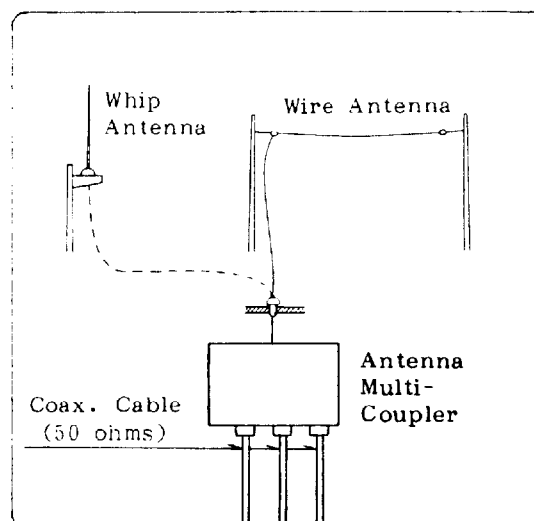 Whip
Antenna
Wire Antenna
Antenna
Multi-
Coupler
Coax. Cable
(50 ohms)